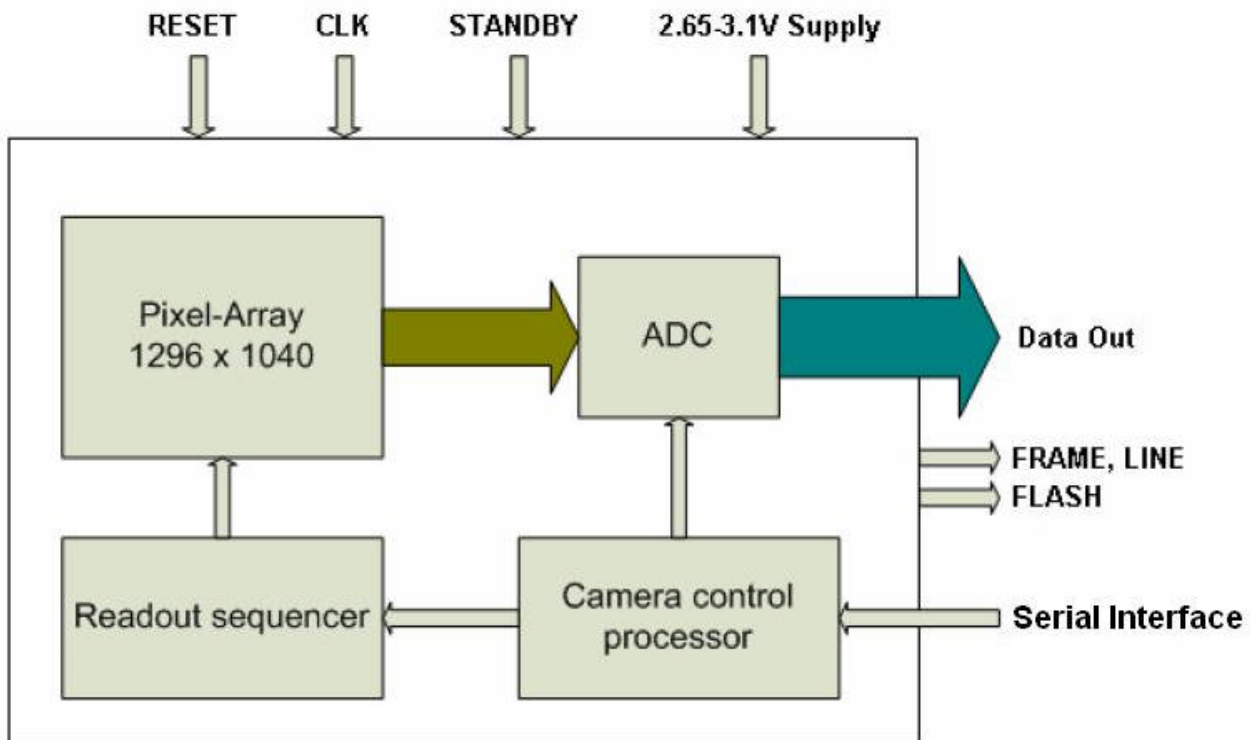 RESET
CLK
STANDBY
2.65-3.1V Supply
Pixel-Array
1296 x 1040
ADC
Data Out
FRAME, LINE
FLASH
Readout sequencer
Camera control
processor
Serial Interface